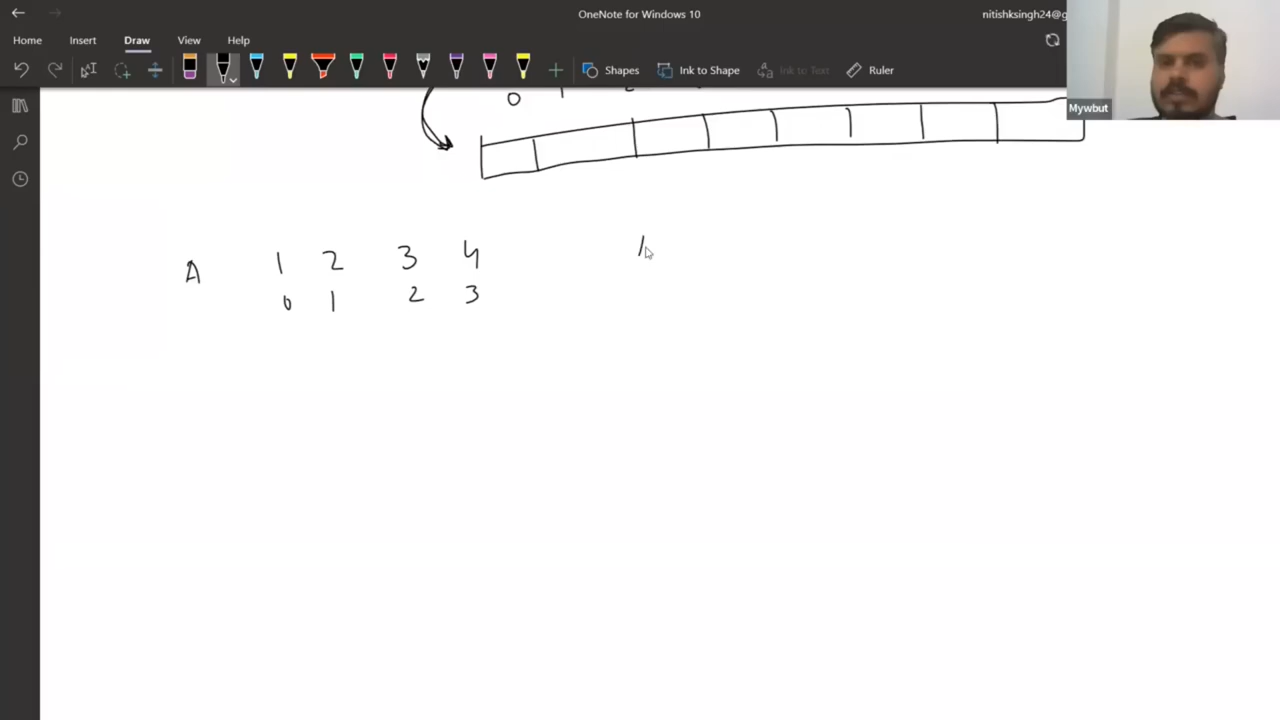 OneNote for Windows 10
nitishksingh24@g
Home Insert Draw View Help
Shapes Ink to Shape Ink to Text Ruler
Mywbut
0 1
A 1 2 3 4
0 1 2 3